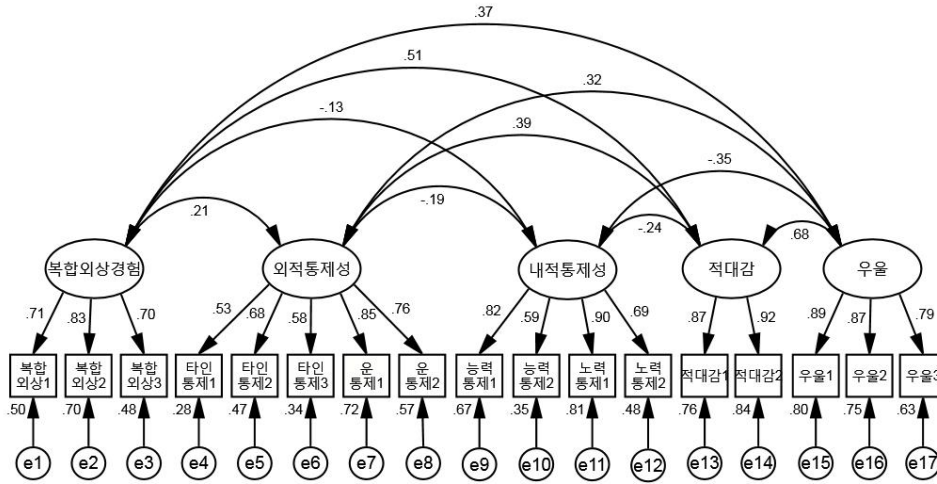 .37
.51
.32
-.13
.39
-.35
.21
-.19
-.24
.68
복합외상경험
외적통제성
내적통제성
적대감
우울
.71
.83
.70
.53
.68
.58
.85
.76
.82
.59
.90
.69
.87
.92
.89
.87
.79
복합
외상1
복합
외상2
복합
외상3
타인
통제1
타인
통제2
타인
통제3
운
통제1
운
통제2
능력
통제1
능력
통제2
노력
통제1
노력
통제2
적대감1
적대감2
우울1
우울2
우울3
.50
.70
.48
.28
.47
.34
.72
.57
.67
.35
.81
.48
.76
.84
.80
.75
.63
e1
e2
e3
e4
e5
e6
e7
e8
e9
e10
e11
e12
e13
e14
e15
e16
e17